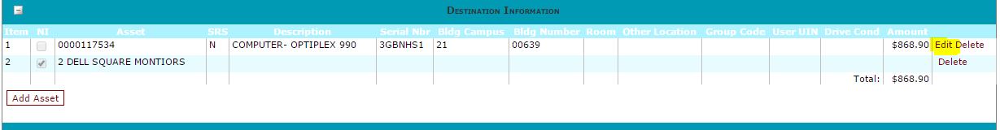 DESTINATION INFORMATION
Item NI Asset SRS Description Serial Nbr Bldg Campus Bldg Number Room Other Location Group Code User UIN Drive Cond Amount
1 0000117534 N COMPUTER- OPTIPLEX 990 3GBNHS1 21 00639 $868.90 Edit Delete
2 2 DELL SQUARE MONTIORS Delete
Total: $868.90
Add Asset